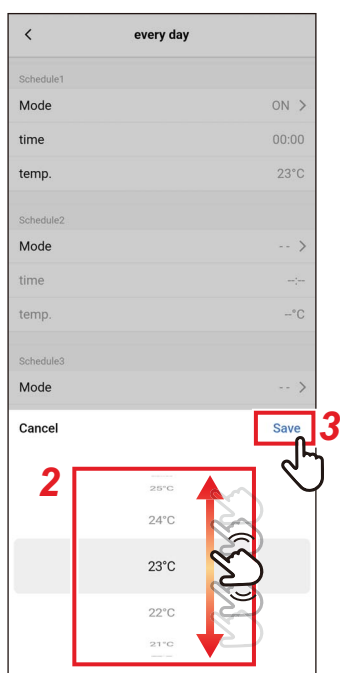 every day
Schedule1
Mode ON
time 00:00
temp. 23°C
Schedule2
Mode - -
time --:--
temp. --°C
Schedule3
Mode - -
Cancel Save 3
2
25°C
24°C
23°C
22°C
21°C